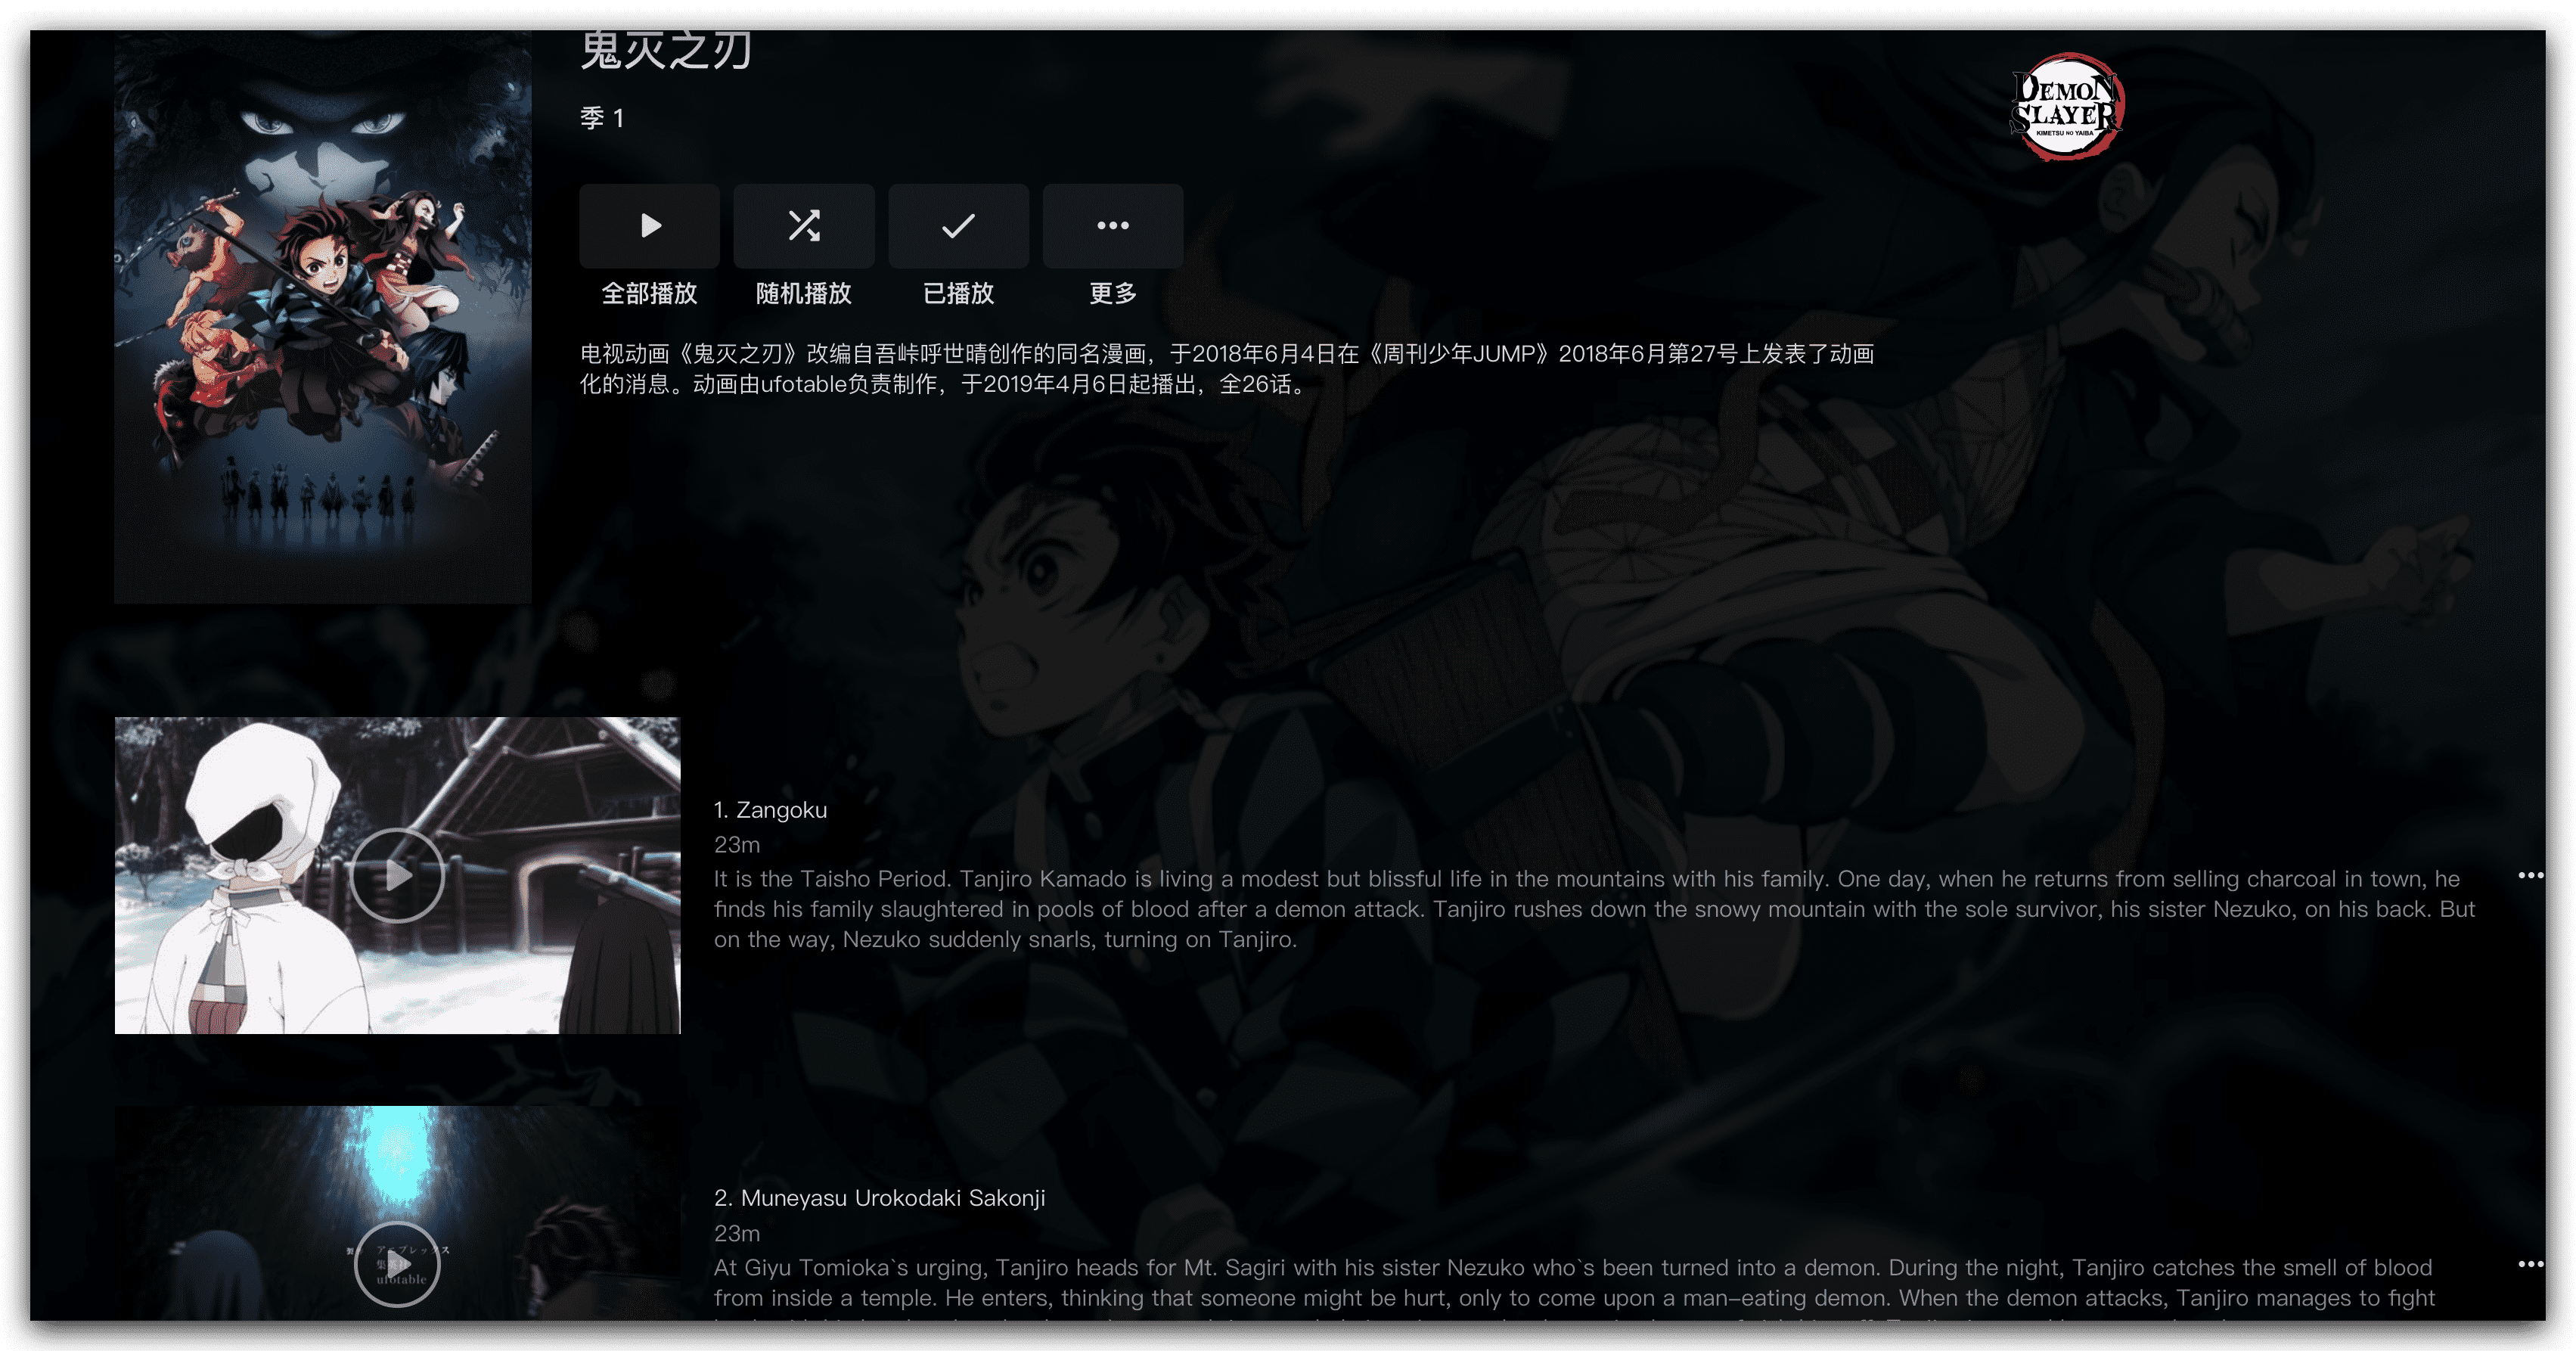 鬼灭之刃
DEMON
SLAYER
KIMETSU NO YAIBA
季 1
全部播放
随机播放
已播放
更多
电视动画《鬼灭之刃》改编自吾峠呼世晴创作的同名漫画，于2018年6月4日在《周刊少年JUMP》2018年6月第27号上发表了动画
化的消息。动画由ufotable负责制作，于2019年4月6日起播出，全26话。
1. Zangoku
23m
It is the Taisho Period. Tanjiro Kamado is living a modest but blissful life in the mountains with his family. One day, when he returns from selling charcoal in town, he
finds his family slaughtered in pools of blood after a demon attack. Tanjiro rushes down the snowy mountain with the sole survivor, his sister Nezuko, on his back. But
on the way, Nezuko suddenly snarls, turning on Tanjiro.
ufotable
2. Muneyasu Urokodaki Sakonji
23m
At Giyu Tomioka`s urging, Tanjiro heads for Mt. Sagiri with his sister Nezuko who`s been turned into a demon. During the night, Tanjiro catches the smell of blood
from inside a temple. He enters, thinking that someone might be hurt, only to come upon a man–eating demon. When the demon attacks, Tanjiro manages to fight